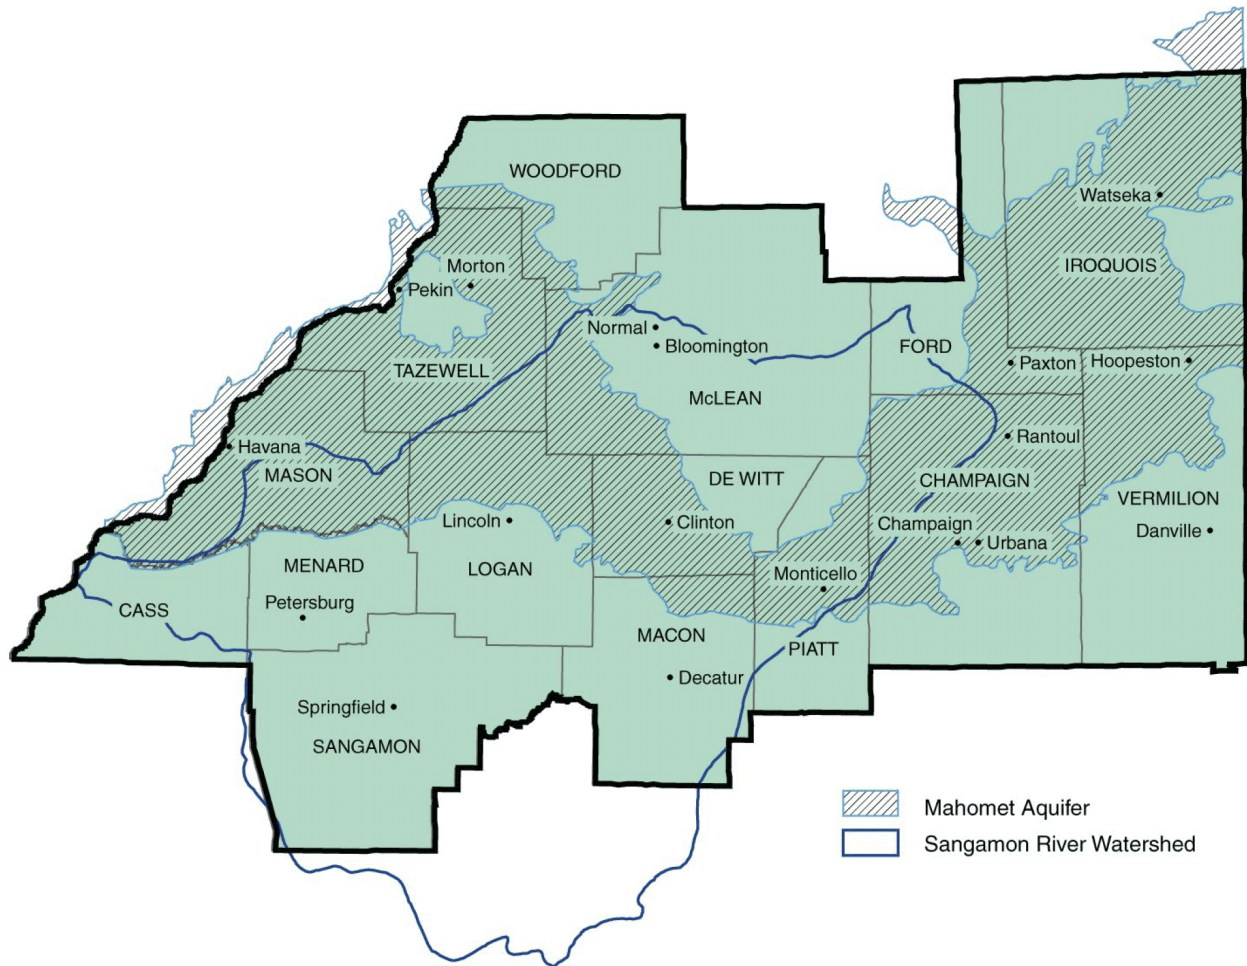 WOODFORD
Watseka
Morton
Pekin
IROQUOIS
Normal
Bloomington
FORD
Paxton
Hoopeston
TAZEWELL
McLEAN
Havana
MASON
Rantoul
DE WITT
CHAMPAIGN
VERMILION
Lincoln
Clinton
Champaign
Urbana
Danville
MENARD
LOGAN
Monticello
Petersburg
CASS
MACON
PIATT
Decatur
Springfield
SANGAMON
Mahomet Aquifer
Sangamon River Watershed